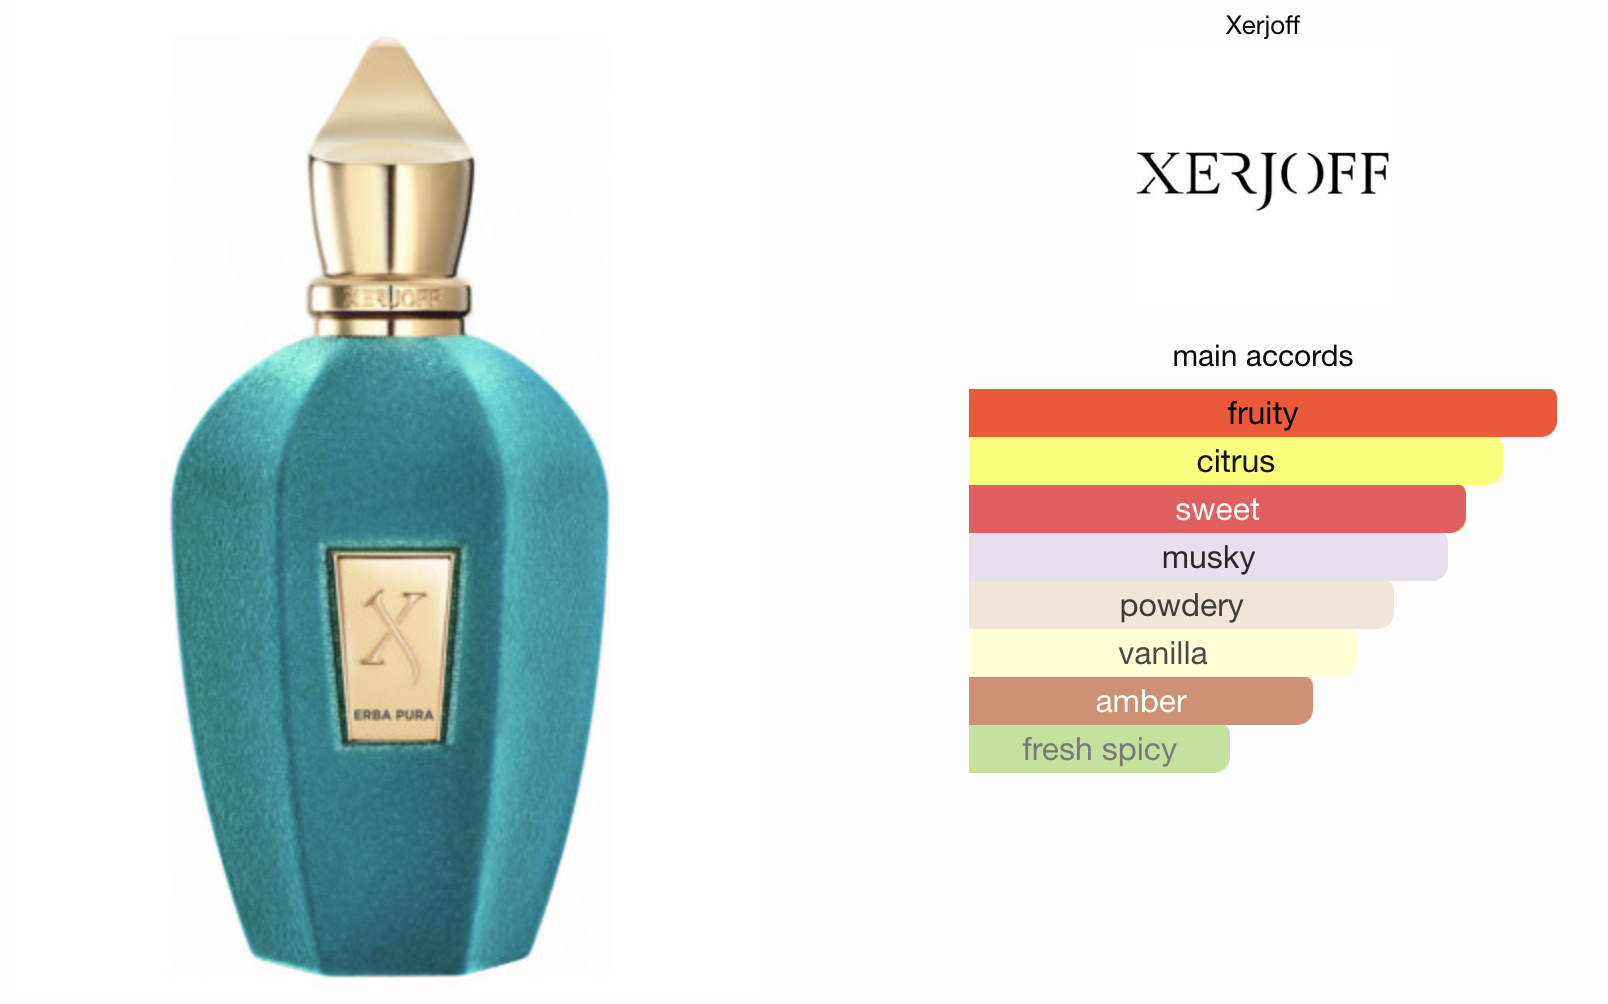 XERJOFF
X
ERBA PURA
Xerjoff
XERJOFF
main accords
fruity
citrus
sweet
musky
powdery
vanilla
amber
fresh spicy